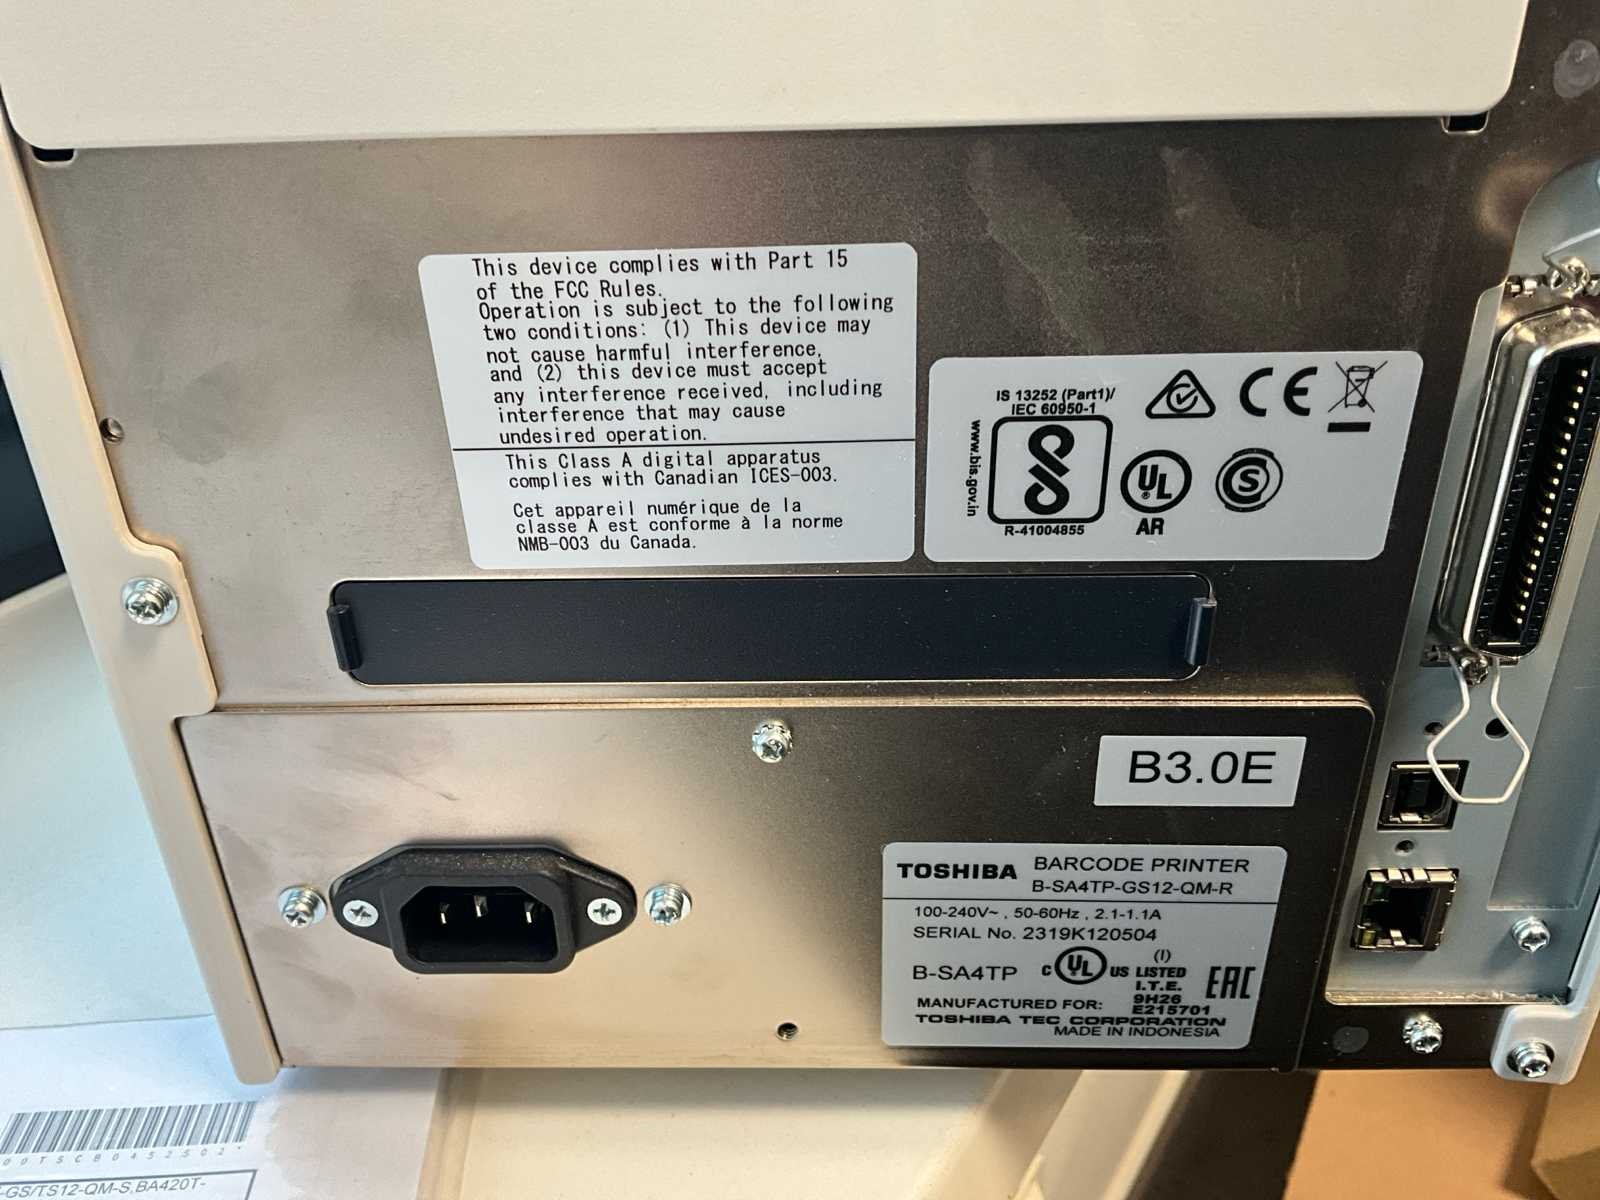 This device complies with Part 15
of the FCC Rules.
Operation is subject to the following
two conditions: (1) This device may
not cause harmful interference,
and (2) this device must accept
any interference received, including
interference that may cause
undesired operation.
This Class A digital apparatus
complies with Canadian ICES-003.
Cet appareil numérique de la
classe A est conforme à la norme
NMB-003 du Canada.
IS 13252 (Part1)/
IEC 60950-1
www.bis.gov.in
R-41004855
CE
UL
®
AR
S
B3.0E
TOSHIBA BARCODE PRINTER
B-SA4TP-GS12-QM-R
100-240V~ , 50-60Hz , 2.1-1.1A
SERIAL No. 2319K120504
B-SA4TP
C UL US LISTED
(I)
I.T.E.
9H26
E215701
EAC
MANUFACTURED FOR:
TOSHIBA TEC CORPORATION
MADE IN INDONESIA
00TSCB0452502*
-GS/TS12-QM-S,BA420T-